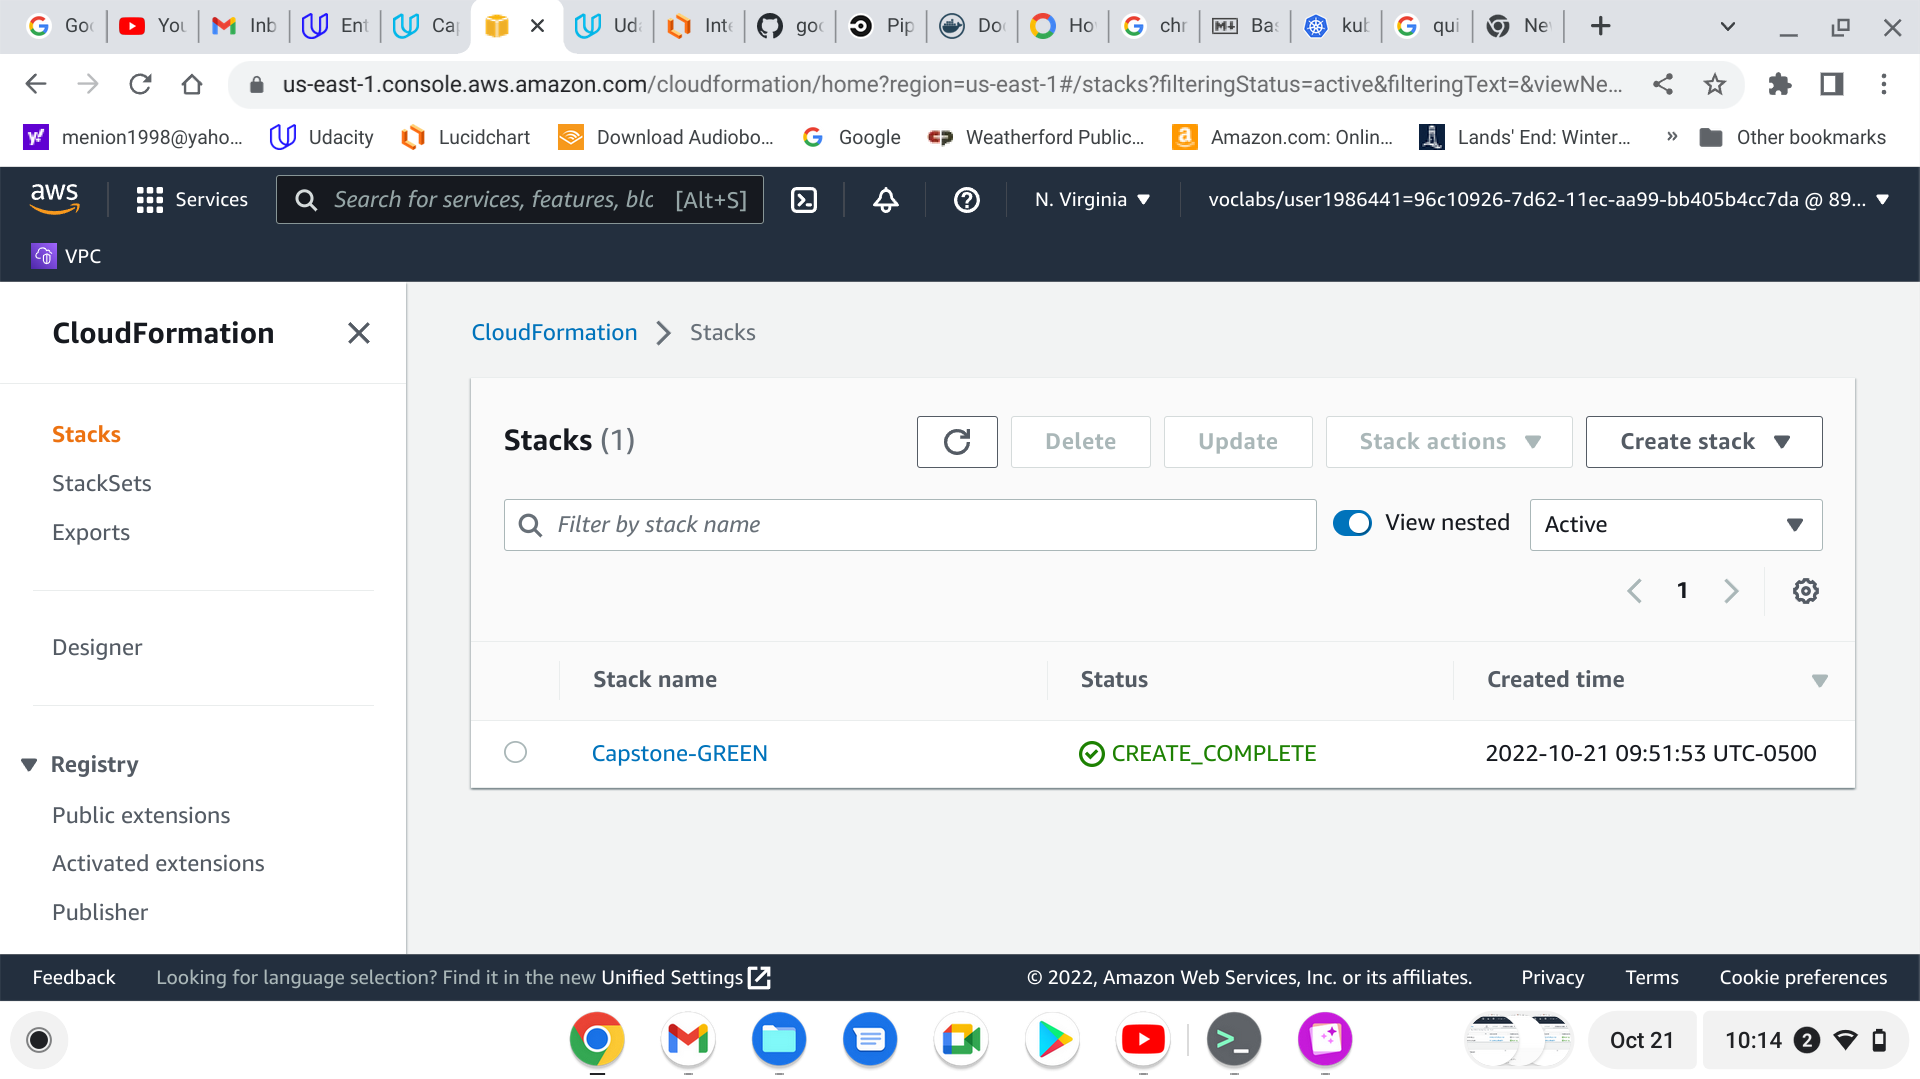 Go
You
Inb
Ent
Cap
Uda
Inte
goo
Pip
Doc
Ho
chr
Bas
kub
qui
Ne
us-east-1.console.aws.amazon.com/cloudformation/home?region=us-east-1#/stacks?filteringStatus=active&filteringText=&viewNe...
menion1998@yaho...
Udacity
Lucidchart
Download Audiobo...
Google
Weatherford Public...
Amazon.com: Onlin...
Lands' End: Winter...
»
Other bookmarks
aws
Services
Search for services, features, blc [Alt+S]
N. Virginia
voclabs/user1986441=96c10926-7d62-11ec-aa99-bb405b4cc7da @ 89...
VPC
CloudFormation
CloudFormation Stacks
Stacks
StackSets
Exports
Designer
Registry
Public extensions
Activated extensions
Publisher
Stacks (1)
Delete
Update
Stack actions
Create stack
Filter by stack name
View nested
Active
1
Stack name Status Created time
Capstone-GREEN CREATE_COMPLETE 2022-10-21 09:51:53 UTC-0500
Feedback
Looking for language selection? Find it in the new Unified Settings
© 2022, Amazon Web Services, Inc. or its affiliates.
Privacy
Terms
Cookie preferences
Oct 21
10:14 2